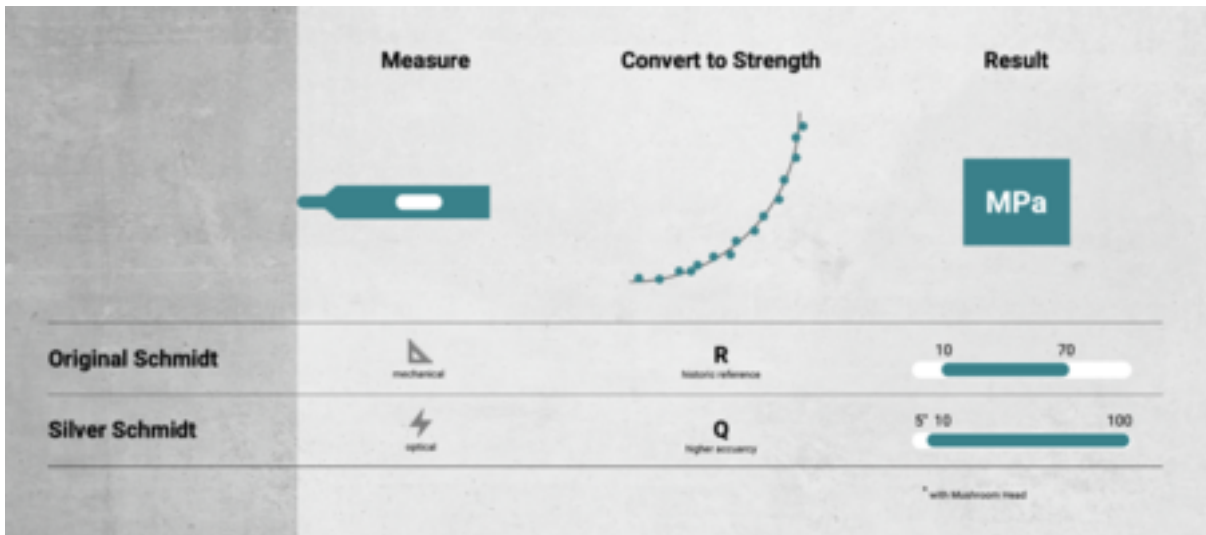 Measure Convert to Strength Result
MPa
Original Schmidt
mechanical
R
historic reference
10 70
Silver Schmidt
optical
Q
higher accuancy
5* 10 100
* with Mushroom Head